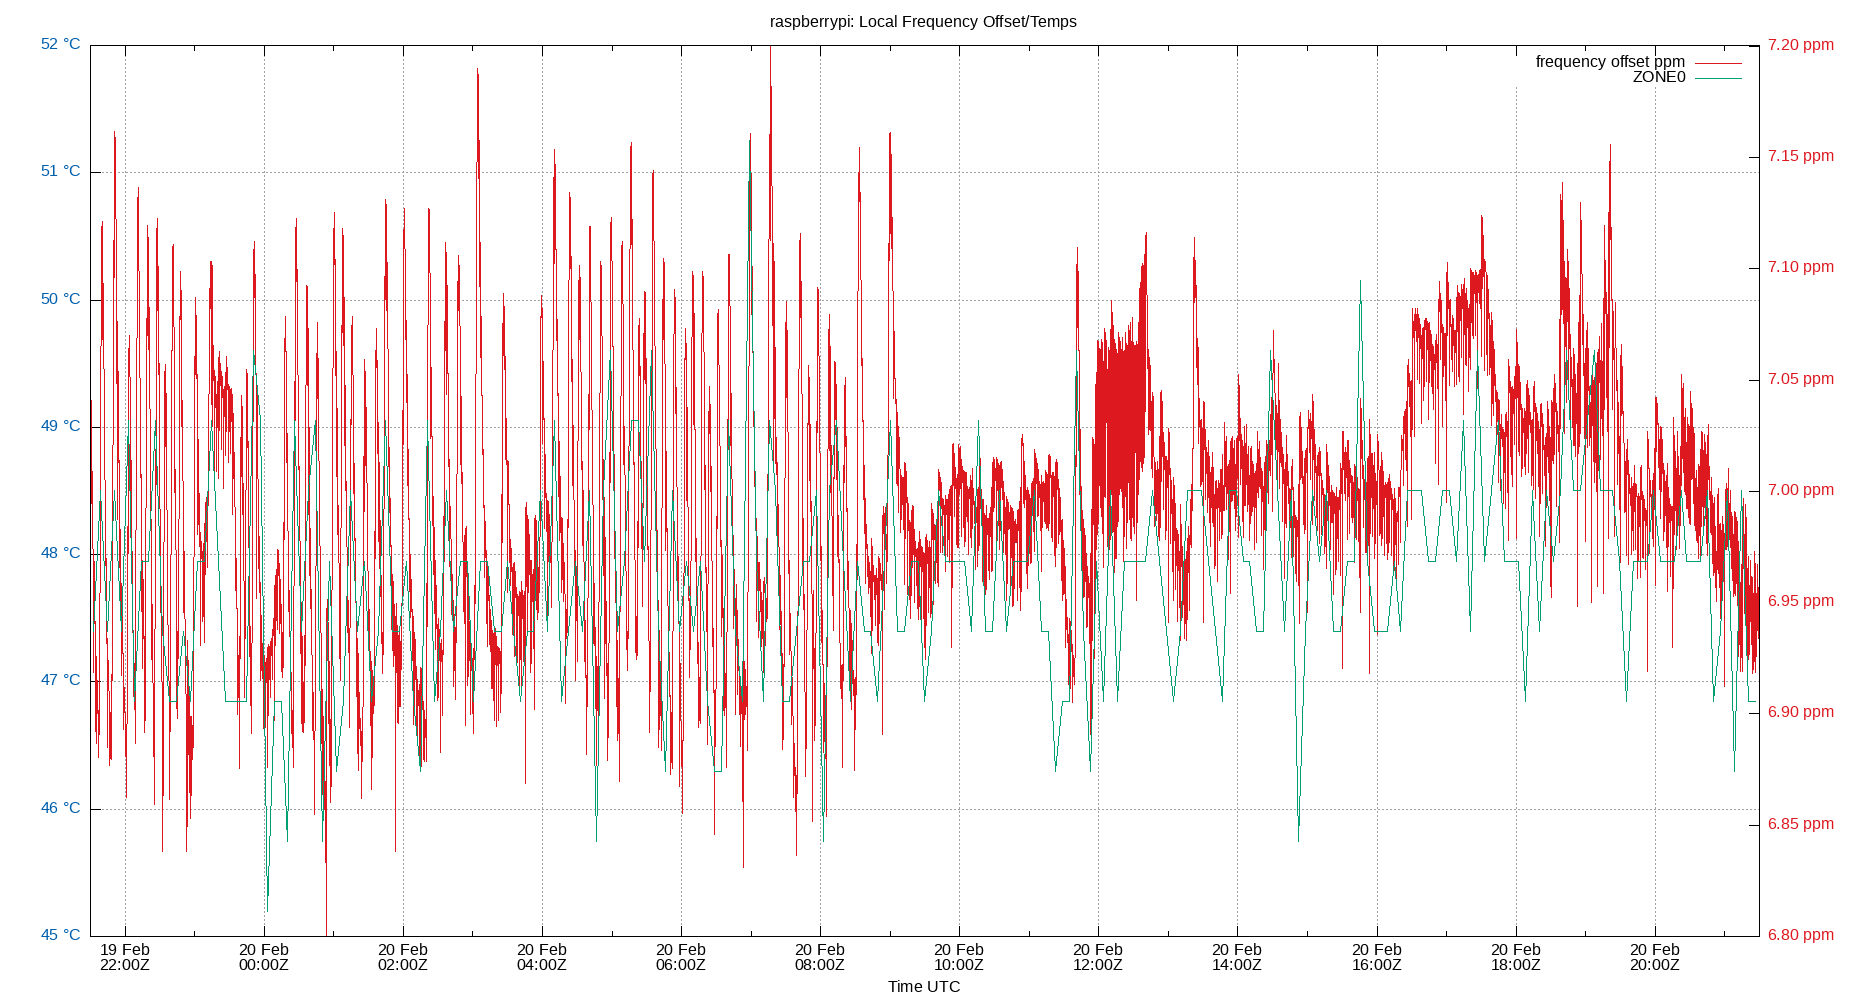 raspberrypi: Local Frequency Offset/Temps
52 °C
7.20 ppm
frequency offset ppm
ZONE0
51 °C
7.15 ppm
50 °C
7.10 ppm
7.05 ppm
49 °C
7.00 ppm
48 °C
6.95 ppm
47 °C
6.90 ppm
46 °C
6.85 ppm
45 °C
6.80 ppm
19 Feb 20 Feb 20 Feb 20 Feb 20 Feb 20 Feb 20 Feb 20 Feb 20 Feb 20 Feb 20 Feb 20 Feb
22:00Z 00:00Z 02:00Z 04:00Z 06:00Z 08:00Z 10:00Z 12:00Z 14:00Z 16:00Z 18:00Z 20:00Z
Time UTC